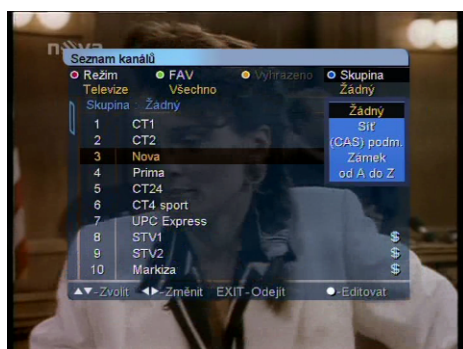 nova
Seznam kanálů
Režim FAV Vyhrazeno Skupina
Televize Všechno Žádný
Skupina Žádný
1 CT1
2 CT2
3 Nova
4 Prima
5 CT24
6 CT4 sport
7 UPC Express
8 STV1 $
9 STV2 $
10 Markiza $
Žádný
Síť
(CAS) podm.
Zámek
od A do Z
▲▼-Zvolit ◀▶-Změnit EXIT-Odejít ●-Editovat